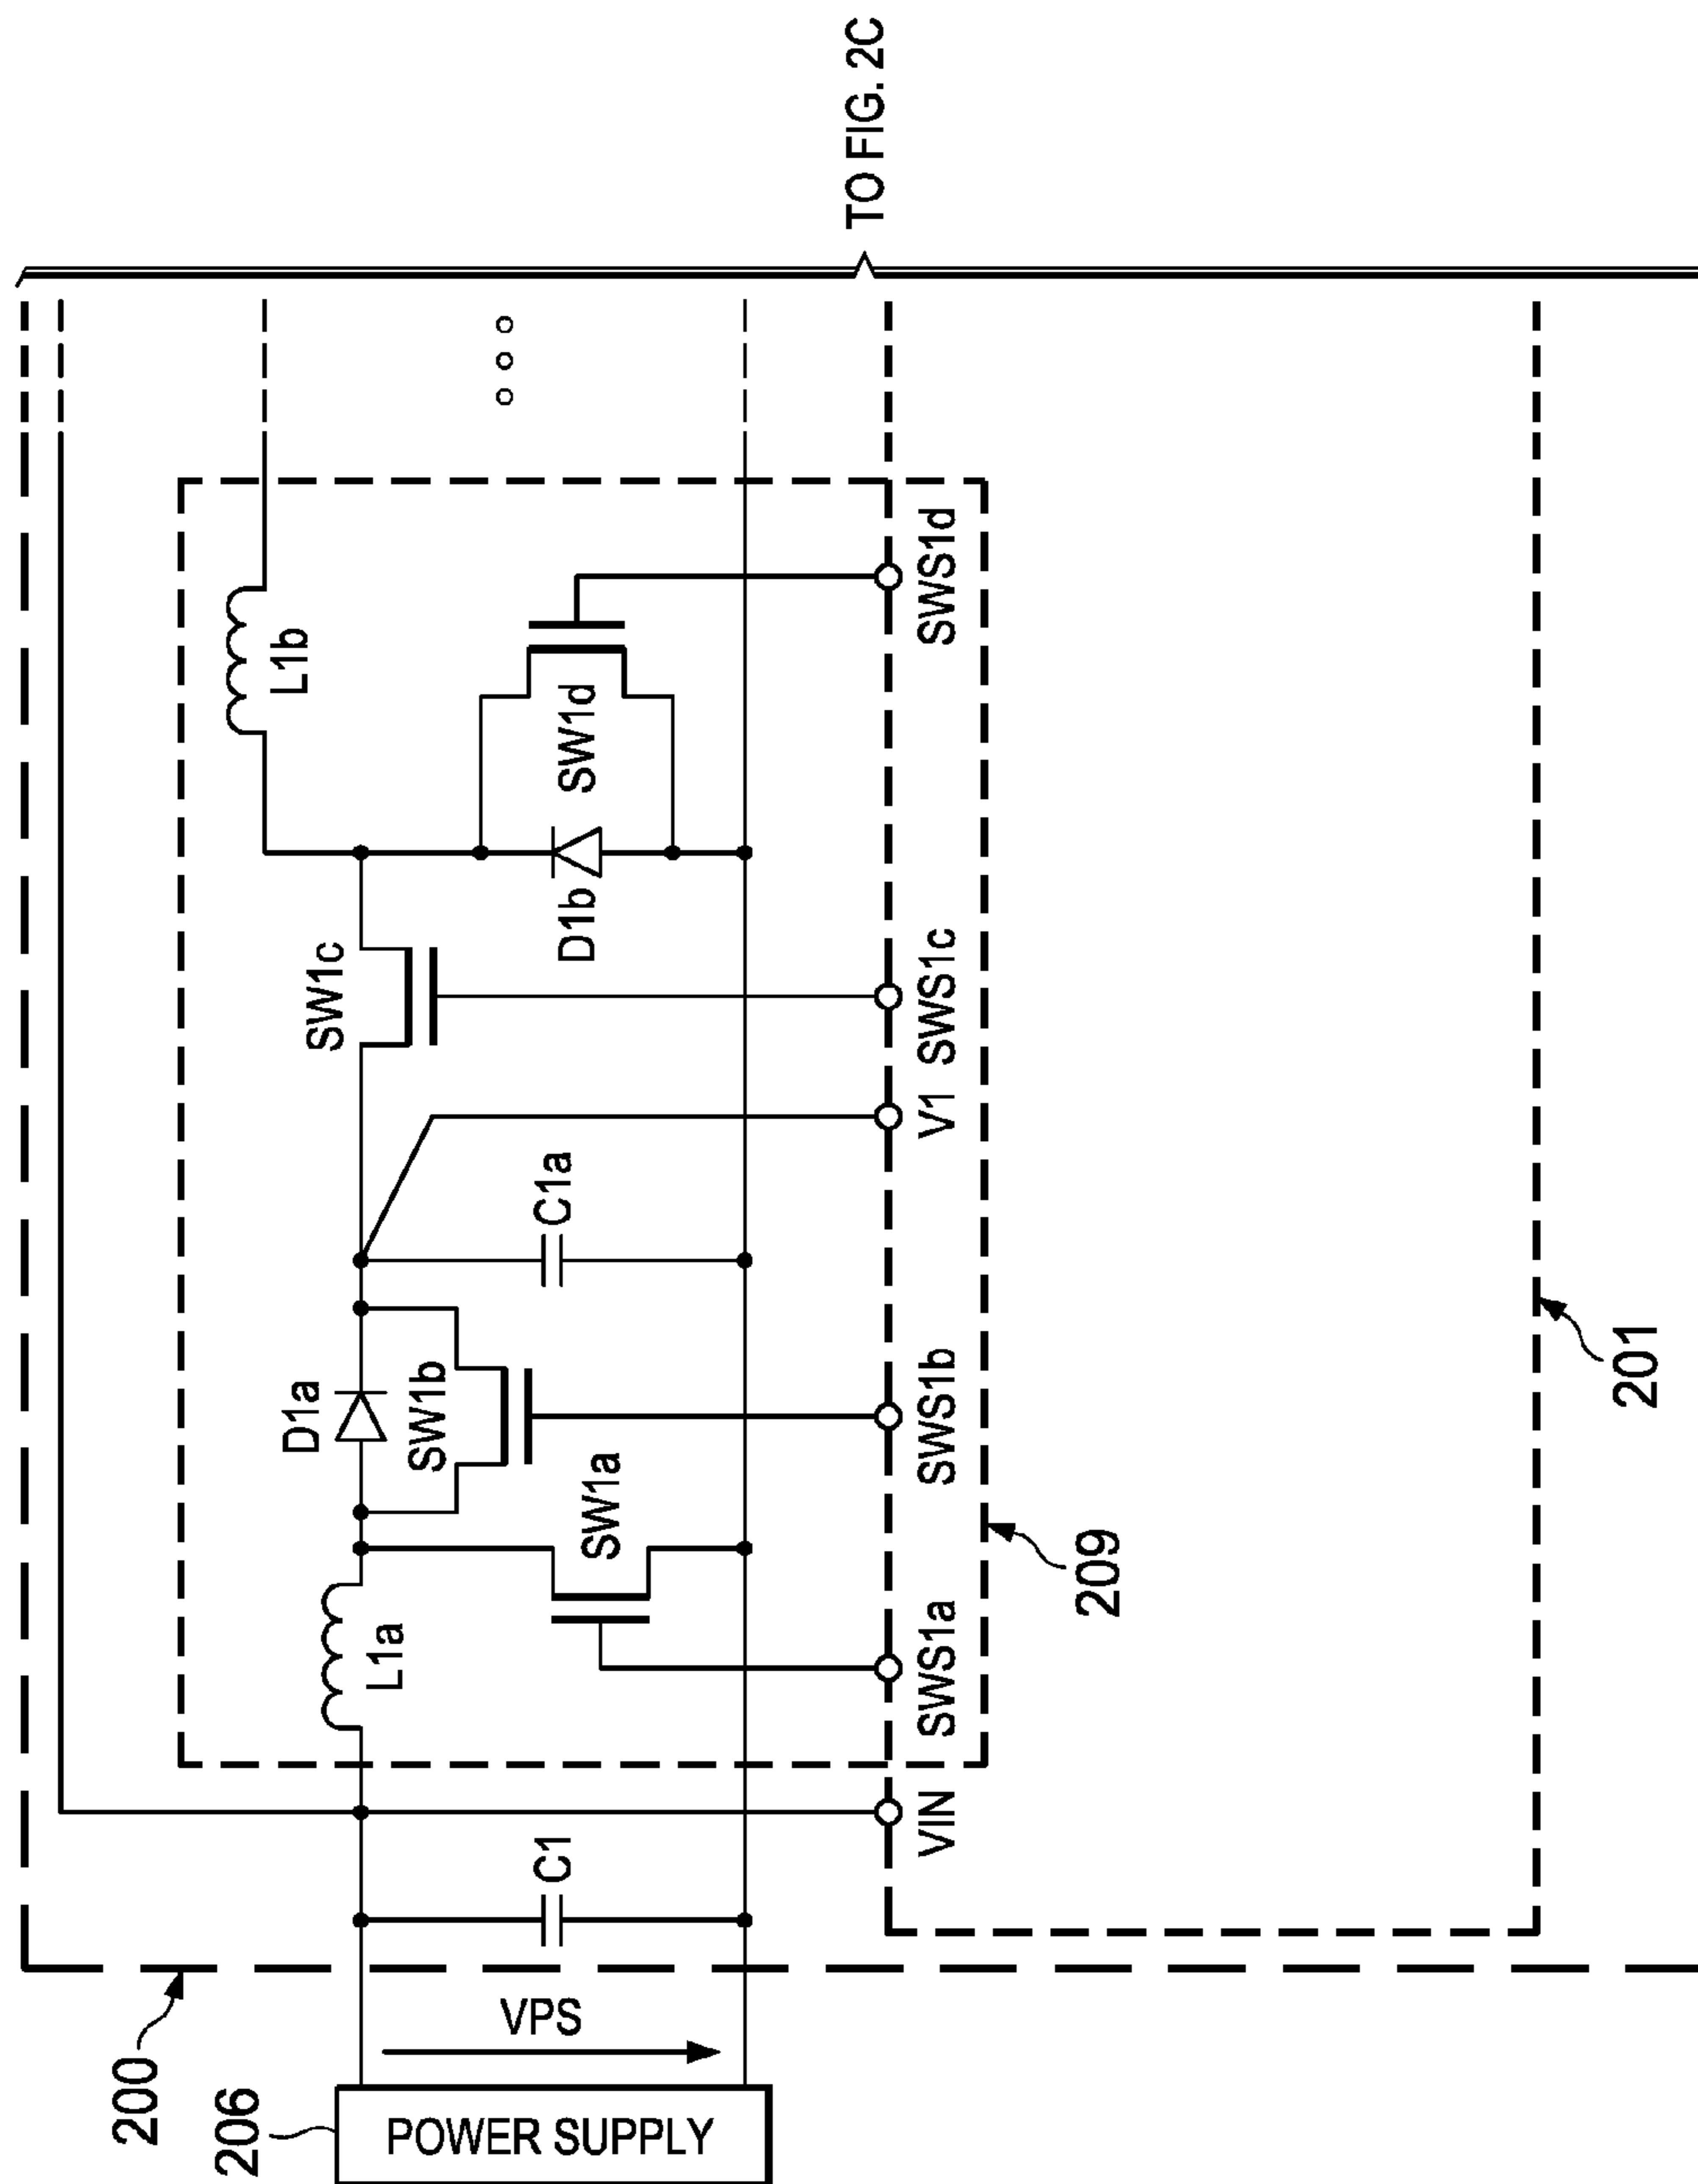 200
206
POWER SUPPLY
VPS
C1
VIN
L1a
D1a
SW1b
SW1a
C1a
SW1c
L1b
D1b
SW1d
SWS1a
SWS1b
V1
SWS1c
SWS1d
209
201
TO FIG. 2C